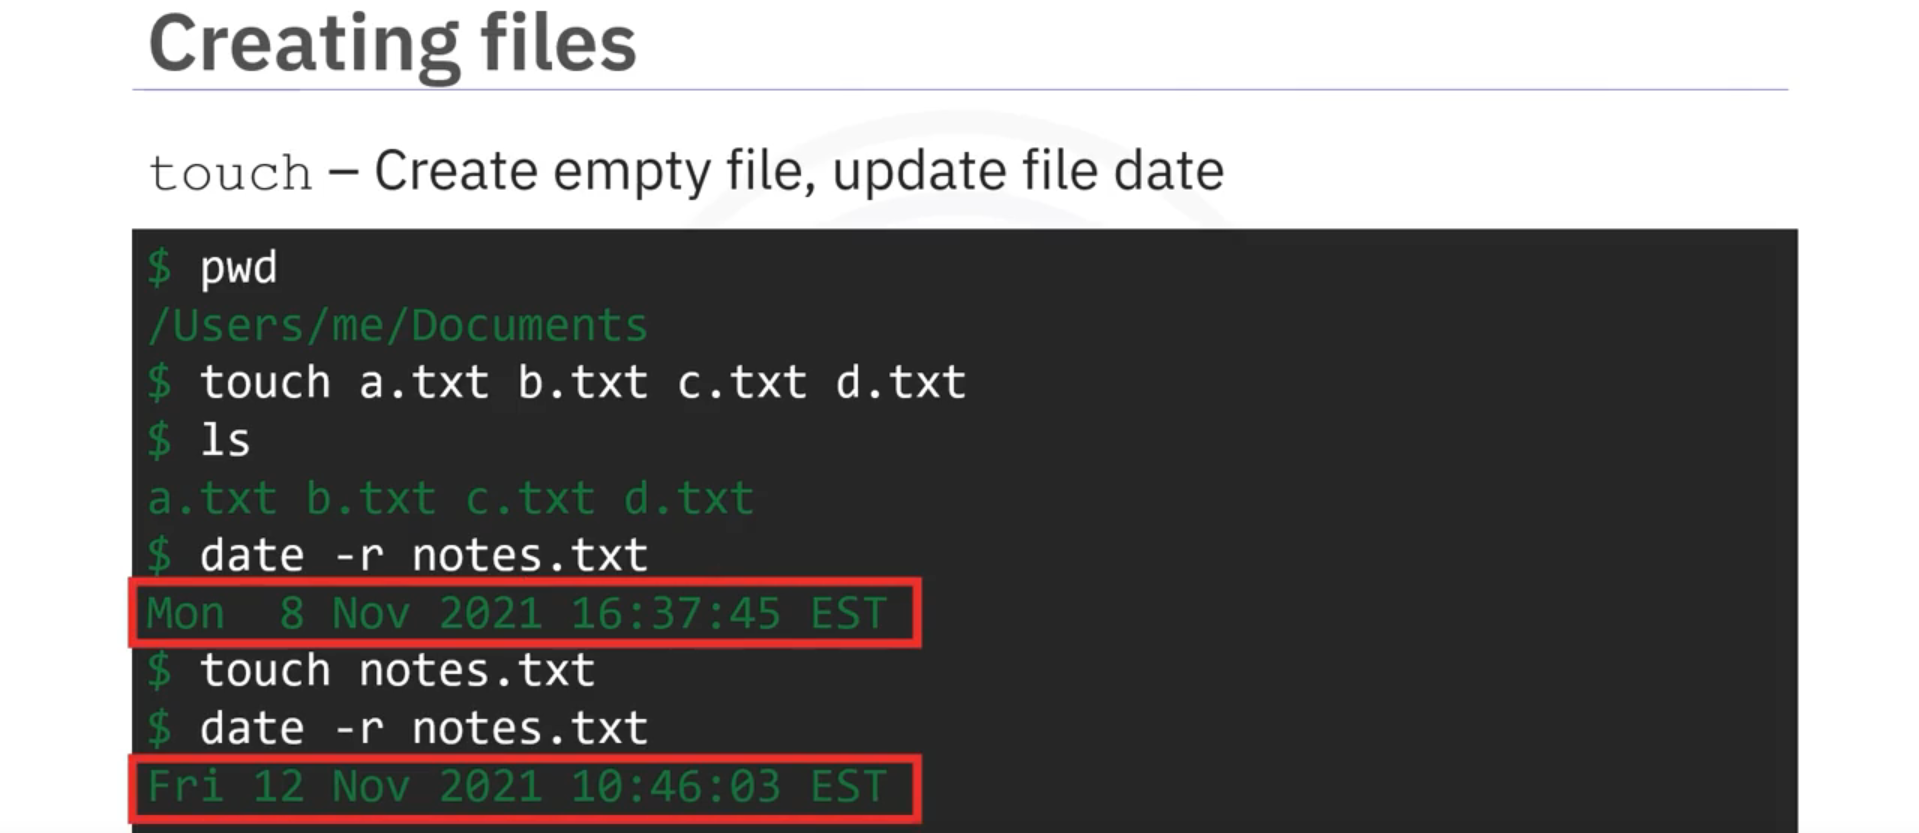 Creating files
touch – Create empty file, update file date
$ pwd
/Users/me/Documents
$ touch a.txt b.txt c.txt d.txt
$ ls
a.txt b.txt c.txt d.txt
$ date -r notes.txt
Mon  8 Nov 2021 16:37:45 EST
$ touch notes.txt
$ date -r notes.txt
Fri 12 Nov 2021 10:46:03 EST